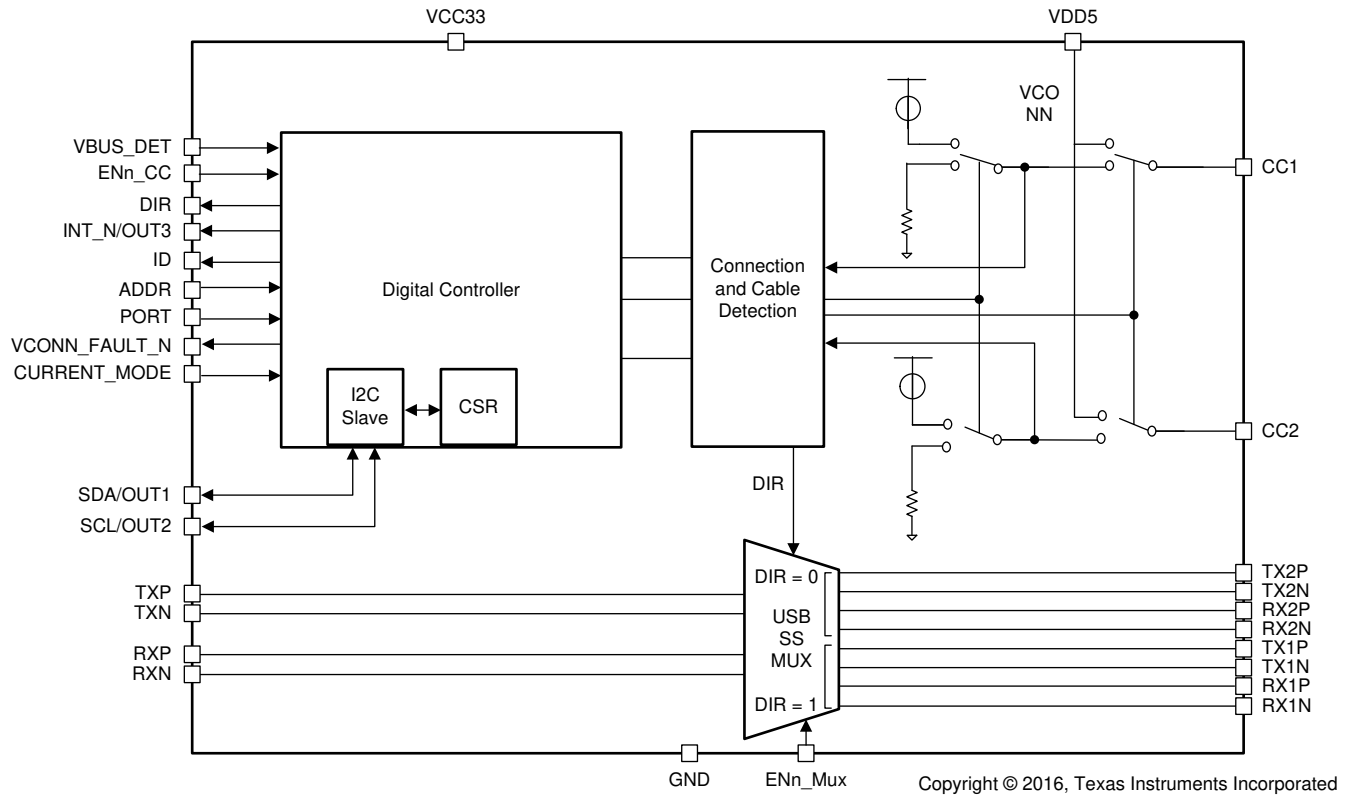 VCC33
VDD5
VCO
NN
VBUS_DET
ENn_CC
DIR
INT_N/OUT3
ID
ADDR
PORT
VCONN_FAULT_N
CURRENT_MODE
SDA/OUT1
SCL/OUT2
TXP
TXN
RXP
RXN
Digital Controller
I2C
Slave
CSR
Connection
and Cable
Detection
DIR
DIR = 0
USB
SS
MUX
DIR = 1
CC1
CC2
TX2P
TX2N
RX2P
RX2N
TX1P
TX1N
RX1P
RX1N
GND
ENn_Mux
Copyright © 2016, Texas Instruments Incorporated